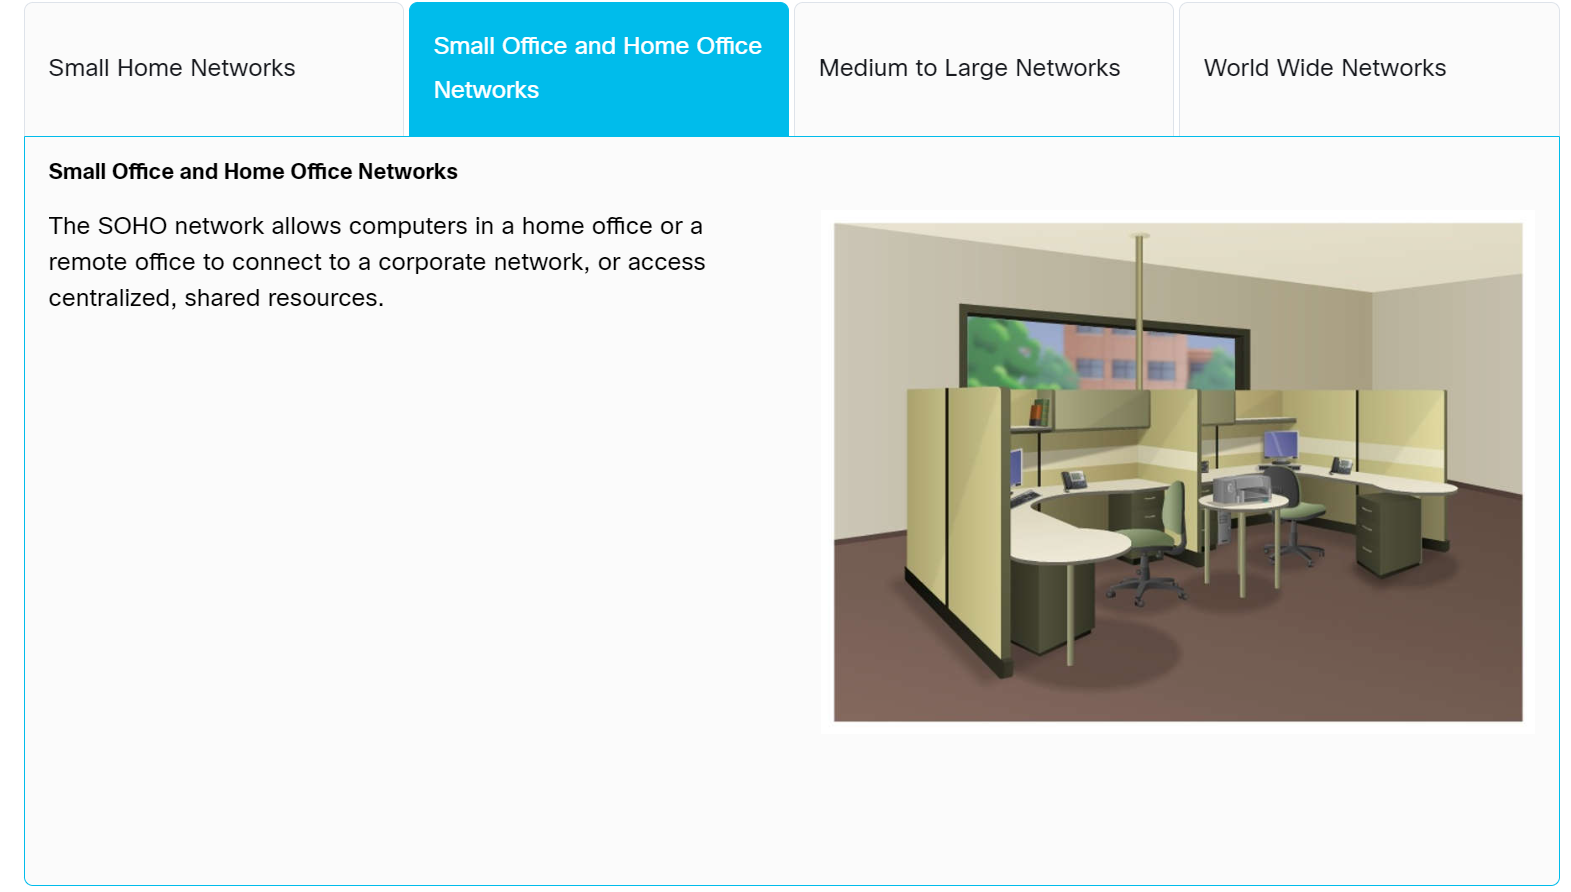 Small Home Networks
Small Office and Home Office
Networks
Medium to Large Networks
World Wide Networks
Small Office and Home Office Networks
The SOHO network allows computers in a home office or a
remote office to connect to a corporate network, or access
centralized, shared resources.